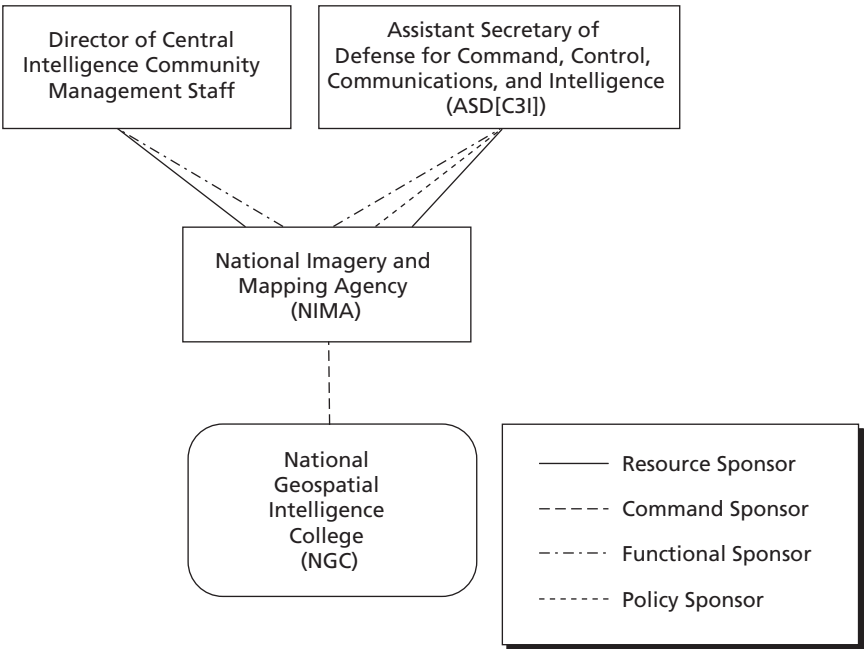 Director of Central
Intelligence Community
Management Staff
Assistant Secretary of
Defense for Command, Control,
Communications, and Intelligence
(ASD[C3I])
National Imagery and
Mapping Agency
(NIMA)
National
Geospatial
Intelligence
College
(NGC)
Resource Sponsor
Command Sponsor
Functional Sponsor
Policy Sponsor